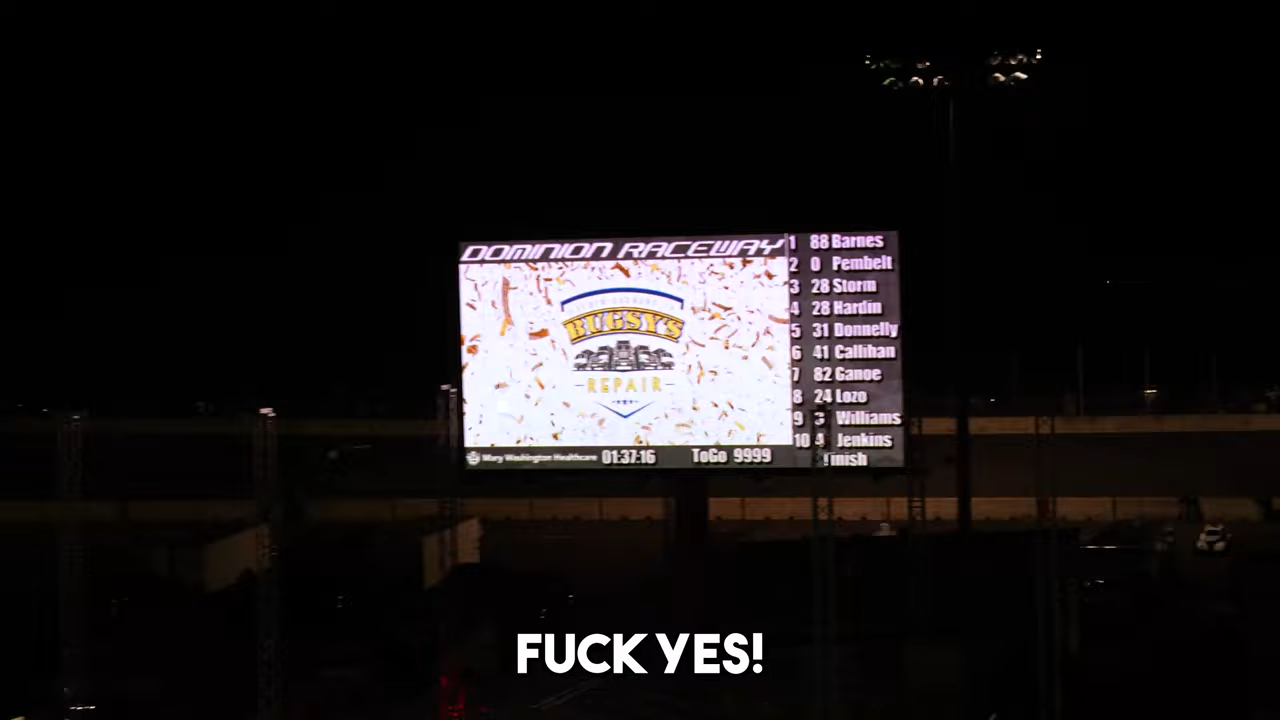 DOMINION RACEWAY
BUGSY'S
REPAIR
Mary Washington Healthcare 01:37:16 ToGo 9999
1 88 Barnes
2 0 Pembelt
3 28 Storm
4 28 Hardin
5 31 Donnelly
6 41 Callihan
7 82 Ganoe
8 24 Lozo
9 Williams
10 4 Jenkins
Finish
FUCK YES!